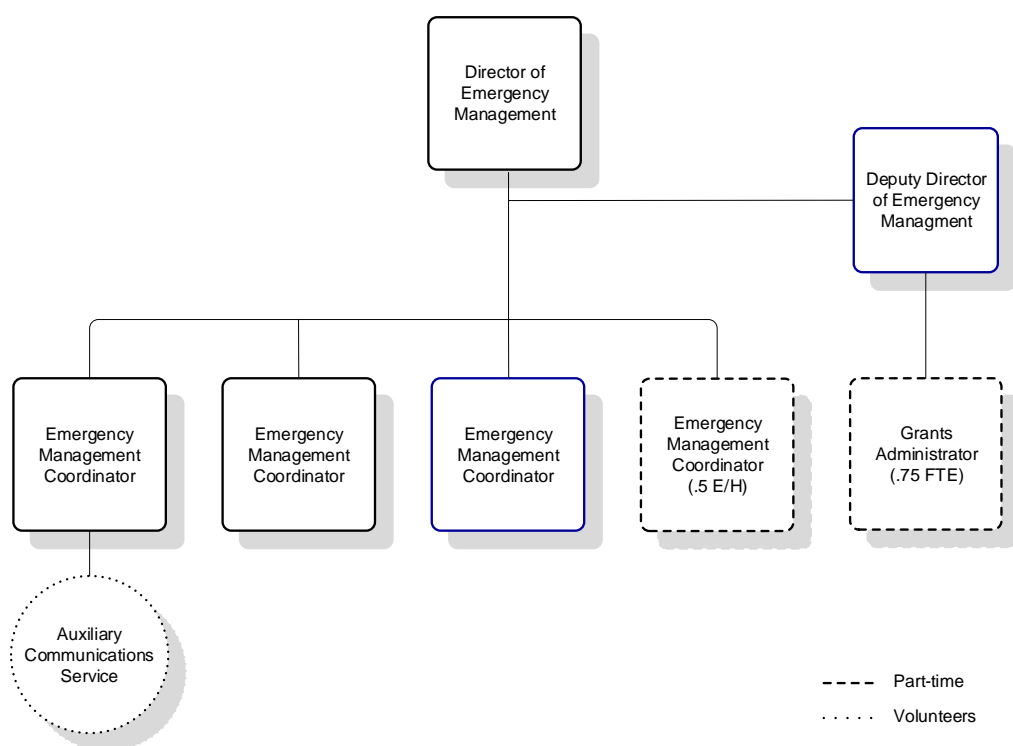 Director of
Emergency
Management
Deputy Director
of Emergency
Managment
Emergency
Management
Coordinator
Emergency
Management
Coordinator
Emergency
Management
Coordinator
Emergency
Management
Coordinator
(.5 E/H)
Grants
Administrator
(.75 FTE)
Auxiliary
Communications
Service
Part-time
Volunteers